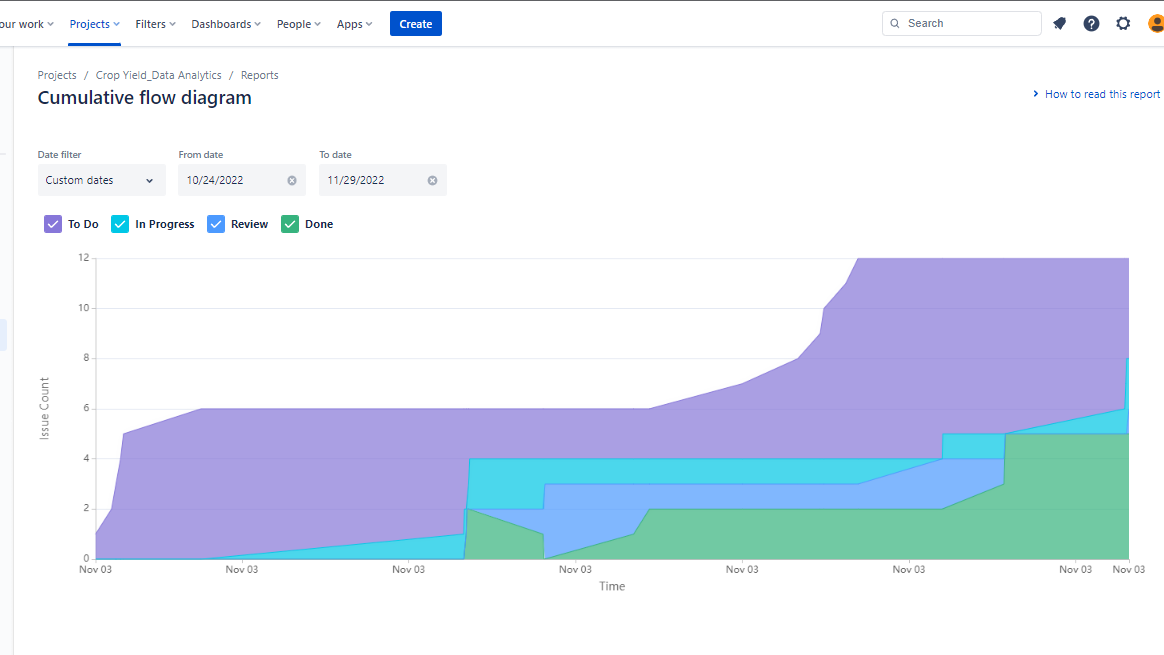 our work Projects Filters Dashboards People Apps Create Search
Projects / Crop Yield_Data Analytics / Reports
Cumulative flow diagram
How to read this report
Date filter From date To date
Custom dates 10/24/2022 11/29/2022
To Do In Progress Review Done
12
10
8
6
4
2
0
Issue Count
Nov 03 Nov 03 Nov 03 Nov 03 Nov 03 Nov 03 Nov 03 Nov 03
Time